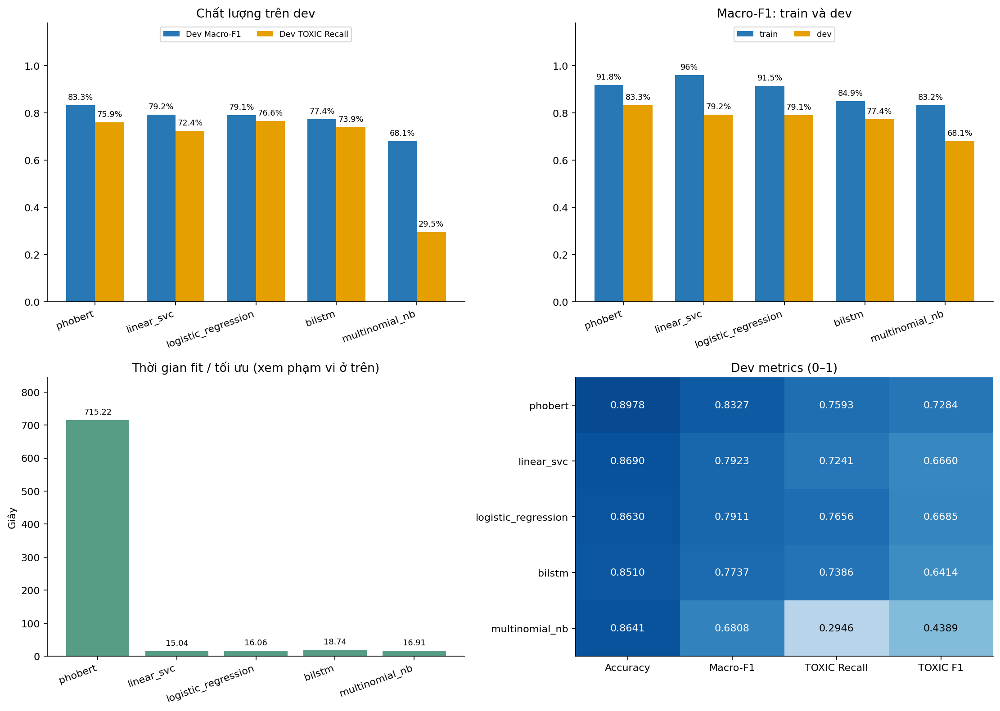 Chất lượng trên dev
Dev Macro-F1 Dev TOXIC Recall
1.0
0.8
0.6
0.4
0.2
0.0
83.3% 75.9% 79.2% 72.4% 79.1% 76.6% 77.4% 73.9% 68.1% 29.5%
phobert linear_svc logistic_regression bilstm multinomial_nb
Macro-F1: train và dev
train dev
1.0
0.8
0.6
0.4
0.2
0.0
91.8% 83.3% 96% 79.2% 91.5% 79.1% 84.9% 77.4% 83.2% 68.1%
phobert linear_svc logistic_regression bilstm multinomial_nb
Thời gian fit / tối ưu (xem phạm vi ở trên)
Giây
800
700
600
500
400
300
200
100
0
715.22 15.04 16.06 18.74 16.91
phobert linear_svc logistic_regression bilstm multinomial_nb
Dev metrics (0–1)
phobert 0.8978 0.8327 0.7593 0.7284
linear_svc 0.8690 0.7923 0.7241 0.6660
logistic_regression 0.8630 0.7911 0.7656 0.6685
bilstm 0.8510 0.7737 0.7386 0.6414
multinomial_nb 0.8641 0.6808 0.2946 0.4389
Accuracy Macro-F1 TOXIC Recall TOXIC F1